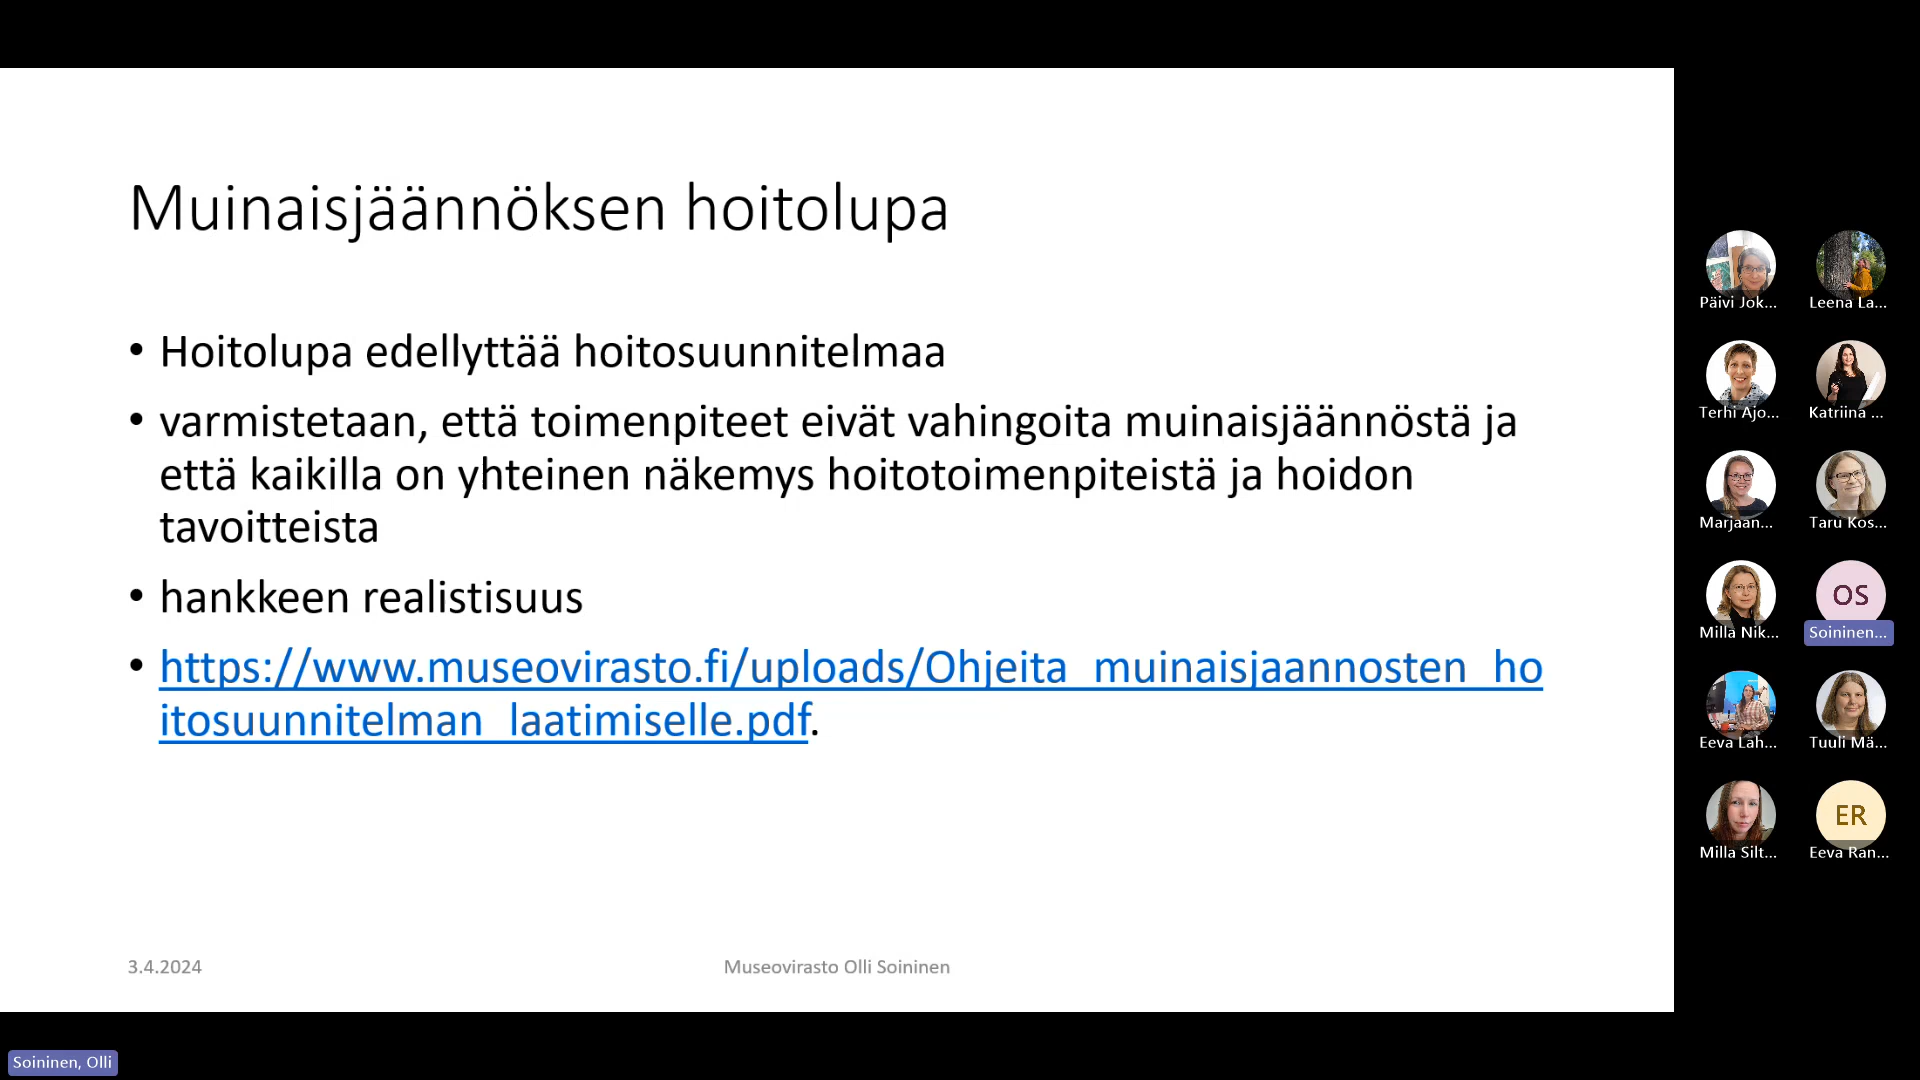 Muinaisjäännöksen hoitolupa
• Hoitolupa edellyttää hoitosuunnitelmaa
• varmistetaan, että toimenpiteet eivät vahingoita muinaisjäännöstä ja
että kaikilla on yhteinen näkemys hoitotoimenpiteistä ja hoidon
tavoitteista
• hankkeen realistisuus
• https://www.museovirasto.fi/uploads/Ohjeita_muinaisjaannosten_ho
itosuunnitelman_laatimiselle.pdf.
3.4.2024
Museovirasto Olli Soininen
Päivi Jok...
Leena La...
Terhi Ajo...
Katriina ...
Marjaan...
Taru Kos...
Milla Nik...
OS
Soininen...
Eeva Lah...
Tuuli Mä...
Milla Silt...
ER
Eeva Ran...
Soininen, Olli